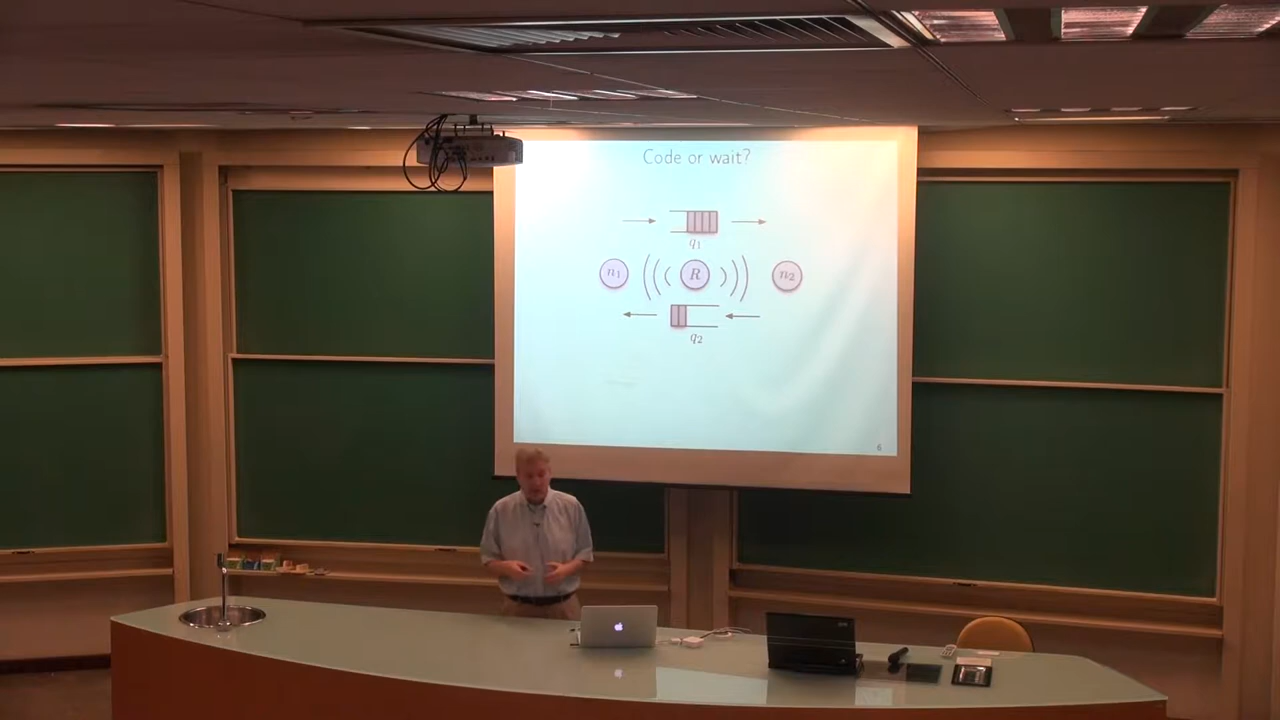 Code or wait?
q₁
n₁ R n₂
q₂
6